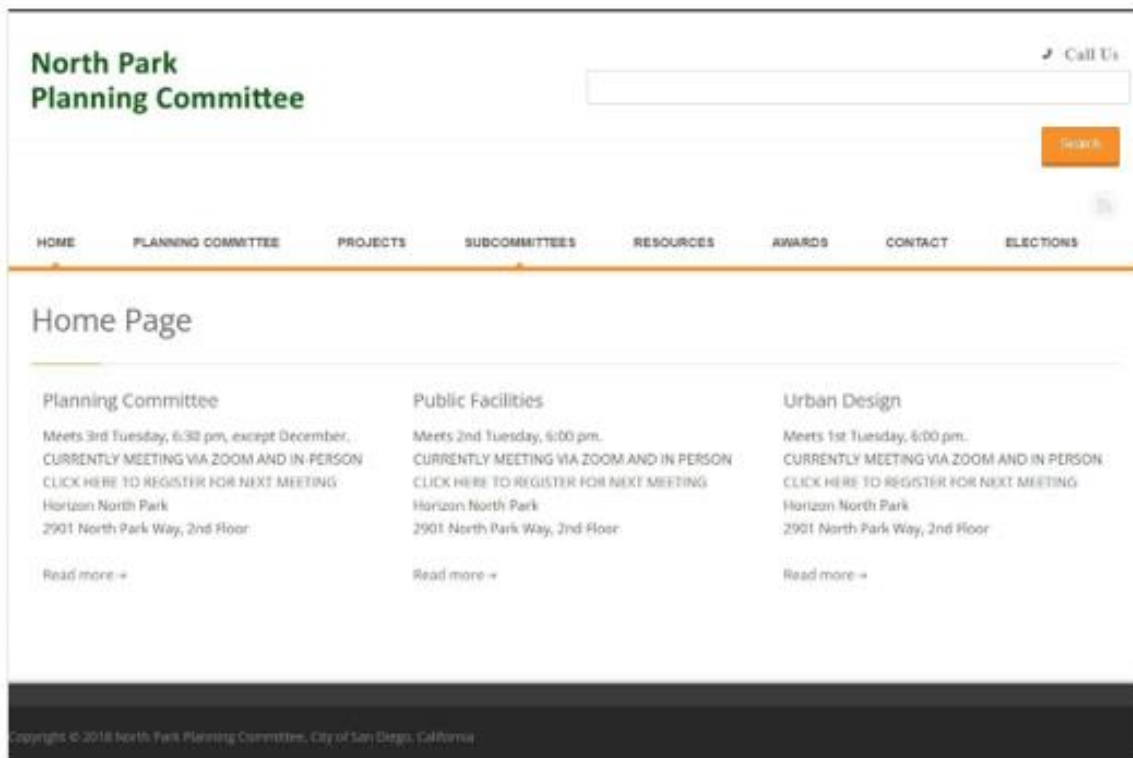 North Park
Planning Committee
Call Us
Search
HOME PLANNING COMMITTEE PROJECTS SUBCOMMITTEES RESOURCES AWARDS CONTACT ELECTIONS
Home Page
Planning Committee
Meets 3rd Tuesday, 6:30 pm, except December.
CURRENTLY MEETING VIA ZOOM AND IN-PERSON
CLICK HERE TO REGISTER FOR NEXT MEETING
Horizon North Park
2901 North Park Way, 2nd Floor
Read more →
Public Facilities
Meets 2nd Tuesday, 6:00 pm.
CURRENTLY MEETING VIA ZOOM AND IN PERSON
CLICK HERE TO REGISTER FOR NEXT MEETING
Horizon North Park
2901 North Park Way, 2nd Floor
Read more →
Urban Design
Meets 1st Tuesday, 6:00 pm.
CURRENTLY MEETING VIA ZOOM AND IN PERSON
CLICK HERE TO REGISTER FOR NEXT MEETING
Horizon North Park
2901 North Park Way, 2nd Floor
Read more →
Copyright © 2018 North Park Planning Committee, City of San Diego, California